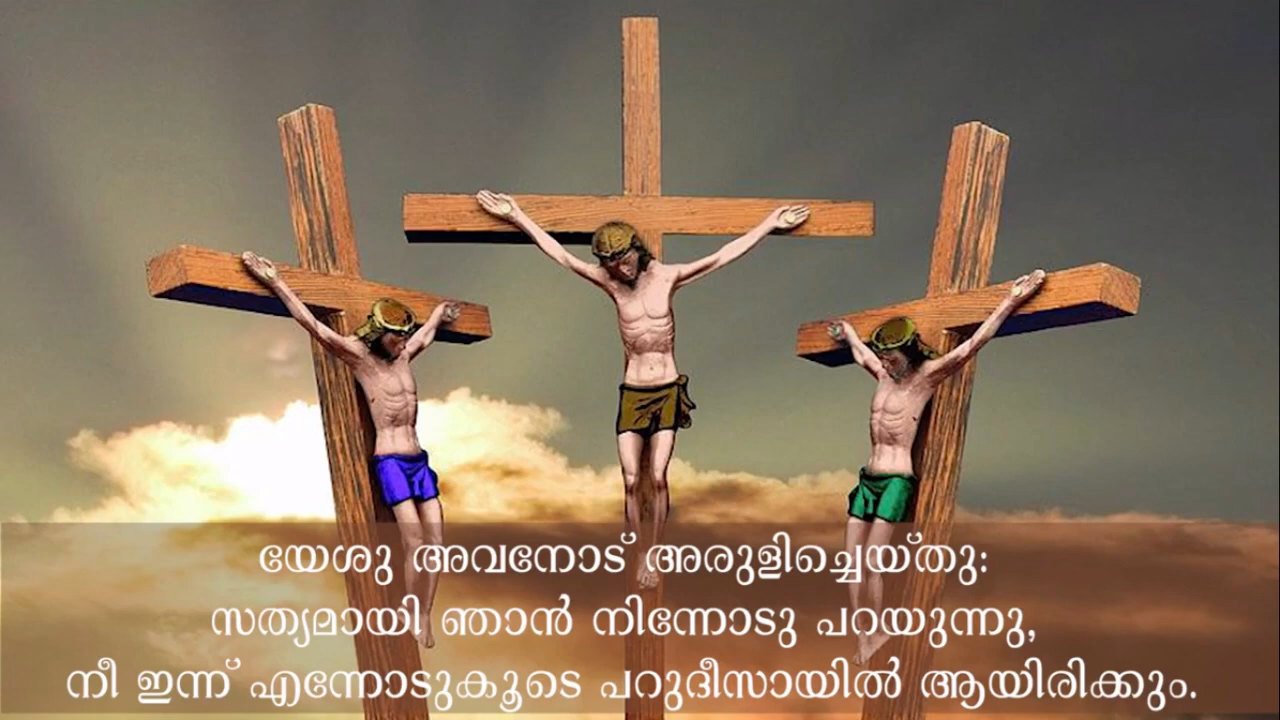 യേശു അവനോട് അരുളിച്ചെയ്തു:
സത്യമായി ഞാൻ നിന്നോടു പറയുന്നു,
നീ ഇന്ന് എന്നോടുകൂടെ പറുദീസായിൽ ആയിരിക്കും.